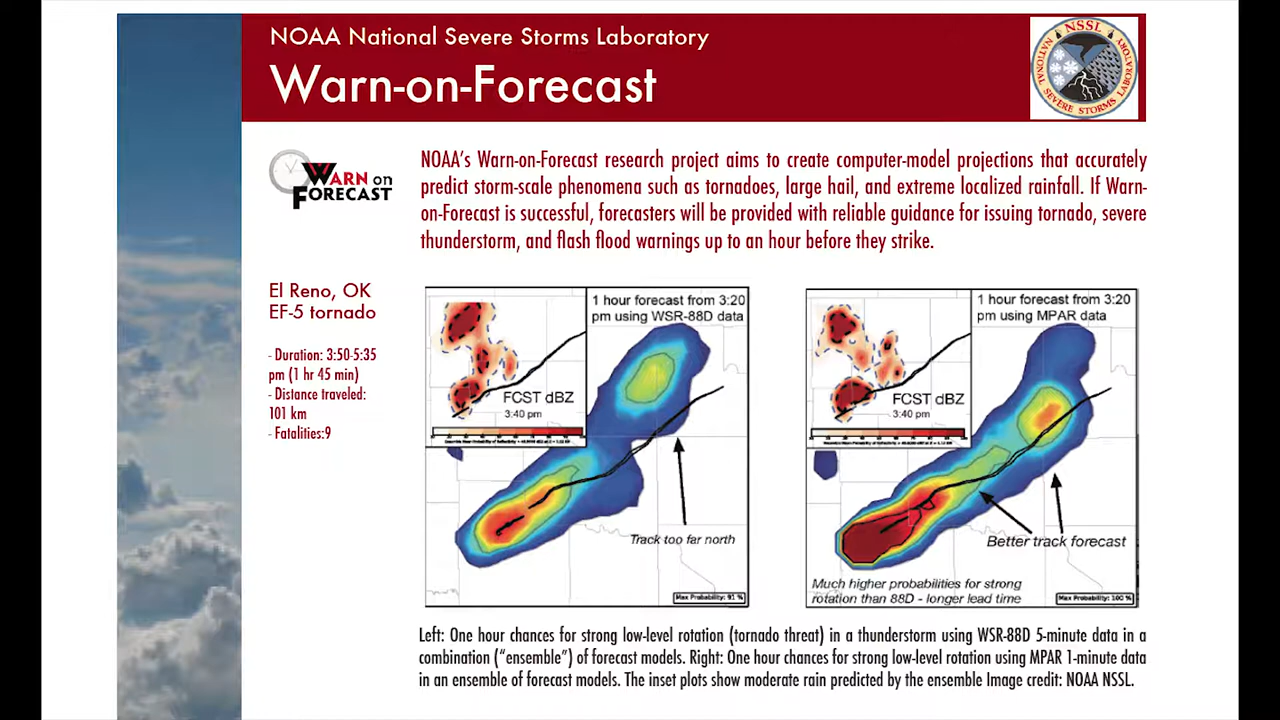 NOAA National Severe Storms Laboratory
Warn-on-Forecast
NSSL
NATIONAL SEVERE STORMS LABORATORY
WARN on
FORECAST
NOAA's Warn-on-Forecast research project aims to create computer-model projections that accurately
predict storm-scale phenomena such as tornadoes, large hail, and extreme localized rainfall. If Warn-
on-Forecast is successful, forecasters will be provided with reliable guidance for issuing tornado, severe
thunderstorm, and flash flood warnings up to an hour before they strike.
El Reno, OK
EF-5 tornado
- Duration: 3:50-5:35
pm (1 hr 45 min)
- Distance traveled:
101 km
- Fatalities:9
1 hour forecast from 3:20
pm using WSR-88D data
FCST dBZ
3:40 pm
Track too far north
Max Probability: 91 %
1 hour forecast from 3:20
pm using MPAR data
FCST dBZ
3:40 pm
Better track forecast
Much higher probabilities for strong
rotation than 88D - longer lead time
Max Probability: 100 %
Left: One hour chances for strong low-level rotation (tornado threat) in a thunderstorm using WSR-88D 5-minute data in a
combination ("ensemble") of forecast models. Right: One hour chances for strong low-level rotation using MPAR 1-minute data
in an ensemble of forecast models. The inset plots show moderate rain predicted by the ensemble Image credit: NOAA NSSL.